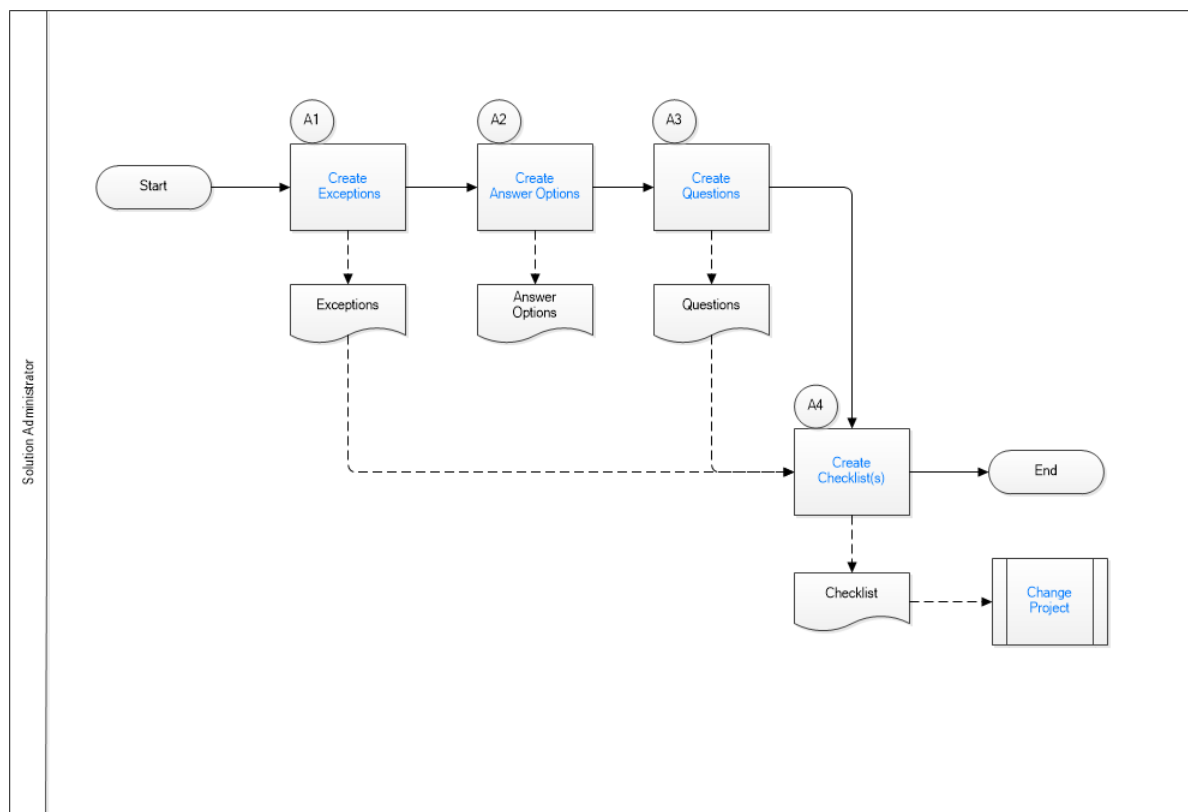 Solution Administrator
A1
A2
A3
Start
Create
Exceptions
Create
Answer Options
Create
Questions
Exceptions
Answer
Options
Questions
A4
Create
Checklist(s)
End
Checklist
Change
Project